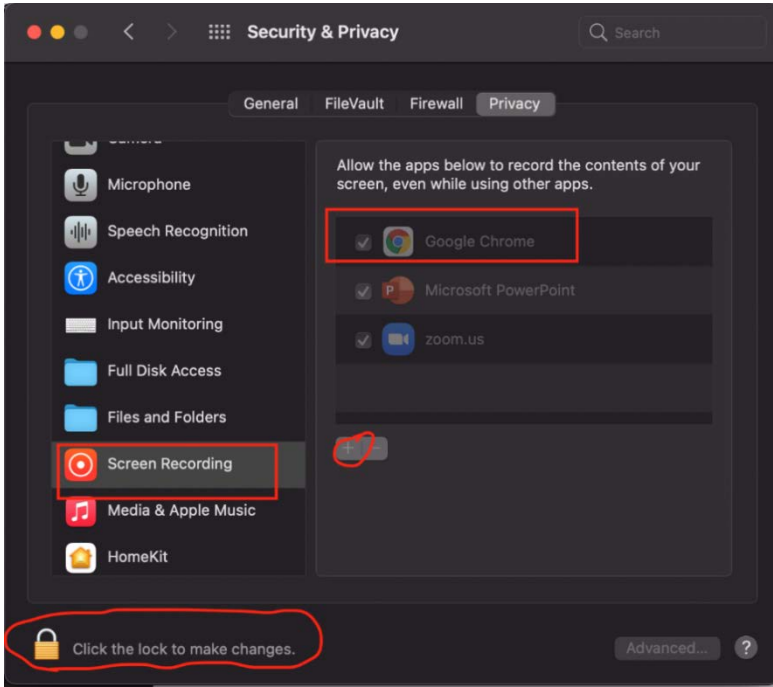 Security & Privacy
Search
General FileVault Firewall Privacy
Microphone
Speech Recognition
Accessibility
Input Monitoring
Full Disk Access
Files and Folders
Screen Recording
Media & Apple Music
HomeKit
Allow the apps below to record the contents of your
screen, even while using other apps.
Google Chrome
Microsoft PowerPoint
zoom.us
+ −
Click the lock to make changes.
Advanced...
?